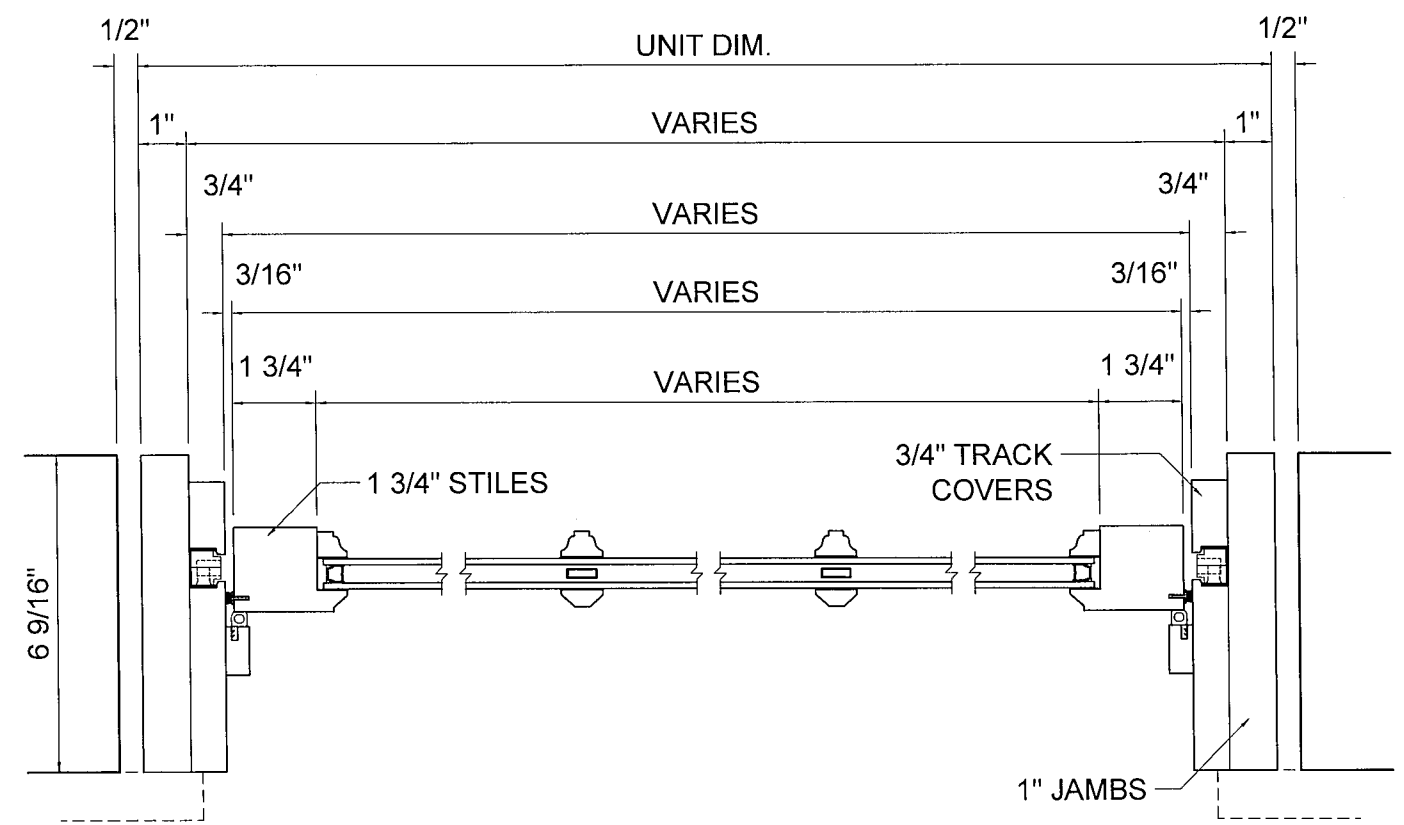 1/2"
UNIT DIM.
1/2"
1"
VARIES
1"
3/4"
VARIES
3/4"
3/16"
VARIES
3/16"
1 3/4"
VARIES
1 3/4"
1 3/4" STILES
3/4" TRACK
COVERS
6 9/16"
1" JAMBS